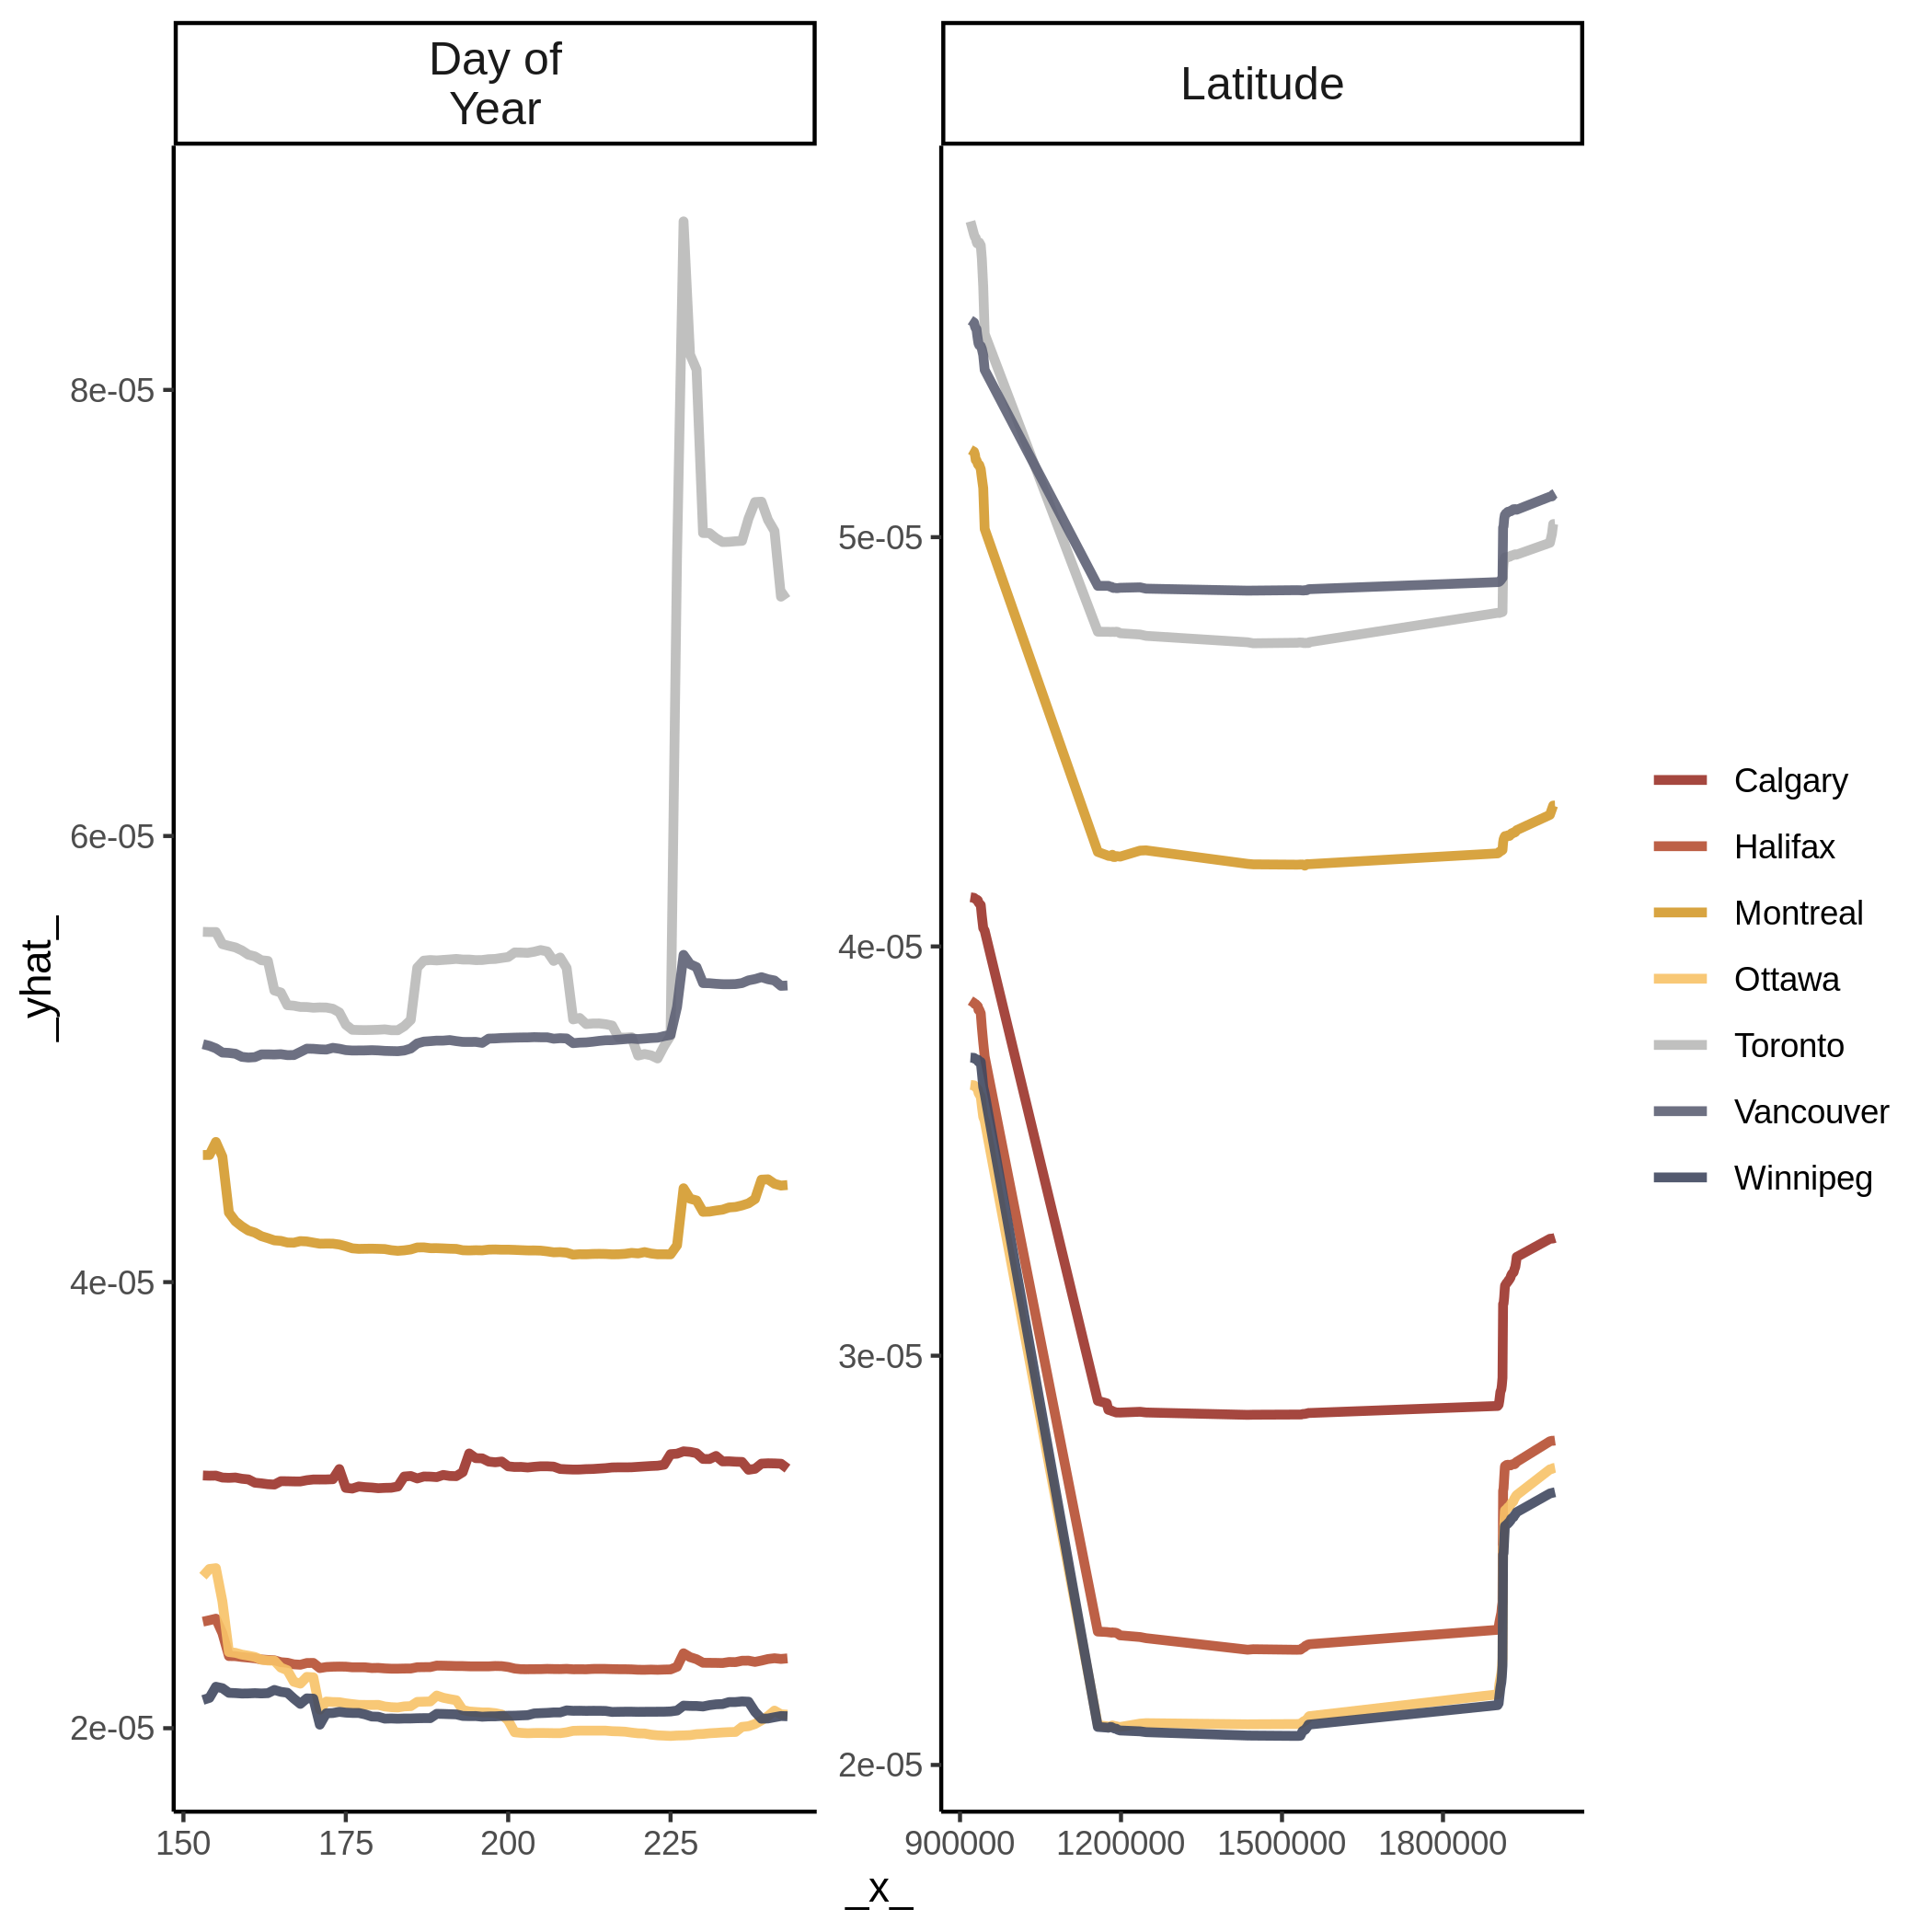 Day of
Year
Latitude
8e-05
6e-05
4e-05
2e-05
5e-05
4e-05
3e-05
2e-05
_yhat_
150
175
200
225
900000
1200000
1500000
1800000
_x_
Calgary
Halifax
Montreal
Ottawa
Toronto
Vancouver
Winnipeg